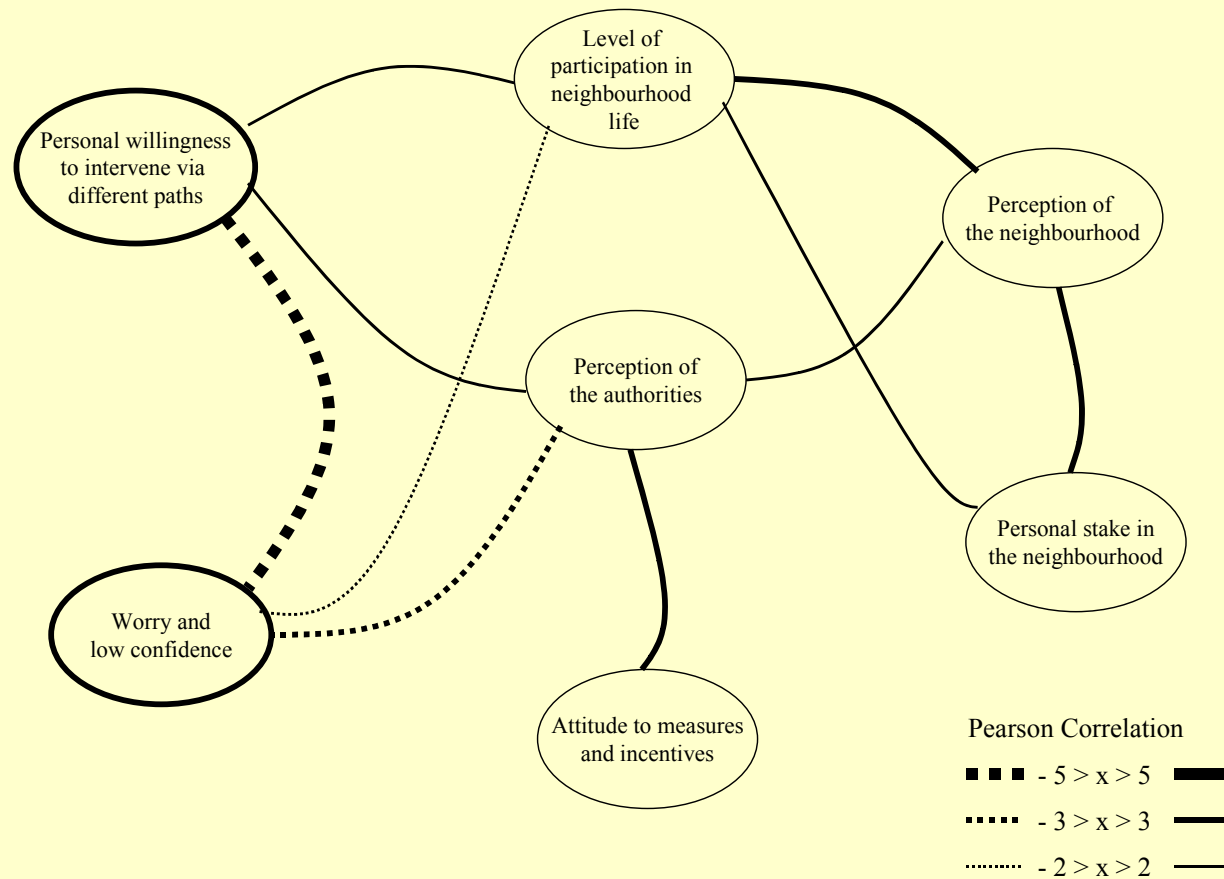 Level of
participation in
neighbourhood
life
Personal willingness
to intervene via
different paths
Perception of
the neighbourhood
Perception of
the authorities
Personal stake in
the neighbourhood
Worry and
low confidence
Attitude to measures
and incentives
Pearson Correlation
- 5 > x > 5
- 3 > x > 3
- 2 > x > 2